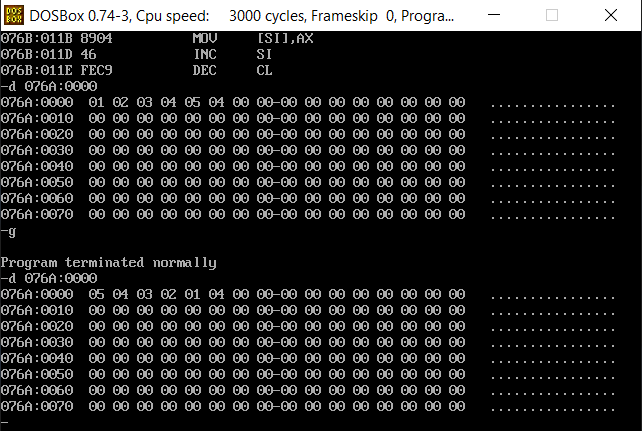 DOS
BOX
DOSBox 0.74-3, Cpu speed: 3000 cycles, Frameskip 0, Progra...
076B:011B 8904 MOV [SI],AX
076B:011D 46 INC SI
076B:011E FEC9 DEC CL
-d 076A:0000
076A:0000 01 02 03 04 05 04 00 00-00 00 00 00 00 00 00 00 ................
076A:0010 00 00 00 00 00 00 00 00-00 00 00 00 00 00 00 00 ................
076A:0020 00 00 00 00 00 00 00 00-00 00 00 00 00 00 00 00 ................
076A:0030 00 00 00 00 00 00 00 00-00 00 00 00 00 00 00 00 ................
076A:0040 00 00 00 00 00 00 00 00-00 00 00 00 00 00 00 00 ................
076A:0050 00 00 00 00 00 00 00 00-00 00 00 00 00 00 00 00 ................
076A:0060 00 00 00 00 00 00 00 00-00 00 00 00 00 00 00 00 ................
076A:0070 00 00 00 00 00 00 00 00-00 00 00 00 00 00 00 00 ................
-g
Program terminated normally
-d 076A:0000
076A:0000 05 04 03 02 01 04 00 00-00 00 00 00 00 00 00 00 ................
076A:0010 00 00 00 00 00 00 00 00-00 00 00 00 00 00 00 00 ................
076A:0020 00 00 00 00 00 00 00 00-00 00 00 00 00 00 00 00 ................
076A:0030 00 00 00 00 00 00 00 00-00 00 00 00 00 00 00 00 ................
076A:0040 00 00 00 00 00 00 00 00-00 00 00 00 00 00 00 00 ................
076A:0050 00 00 00 00 00 00 00 00-00 00 00 00 00 00 00 00 ................
076A:0060 00 00 00 00 00 00 00 00-00 00 00 00 00 00 00 00 ................
076A:0070 00 00 00 00 00 00 00 00-00 00 00 00 00 00 00 00 ................
-